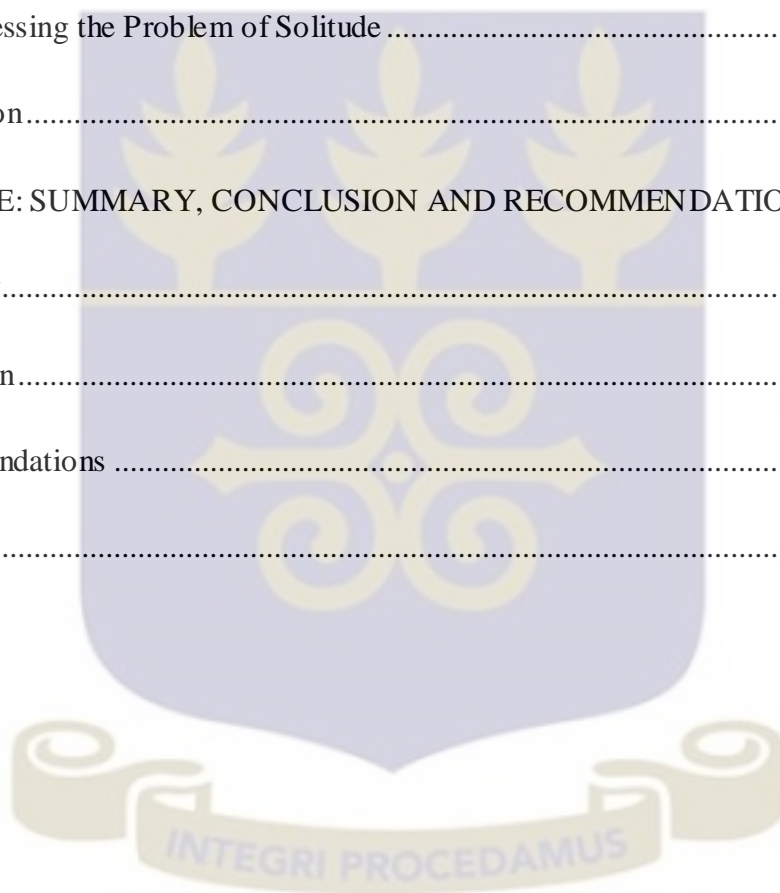 essing the Problem of Solitude ............................................................
on..............................................................................................................
E: SUMMARY, CONCLUSION AND RECOMMENDATIO
..................................................................................................................
n................................................................................................................
ndations ...................................................................................................
..................................................................................................................
INTEGRI PROCEDAMUS